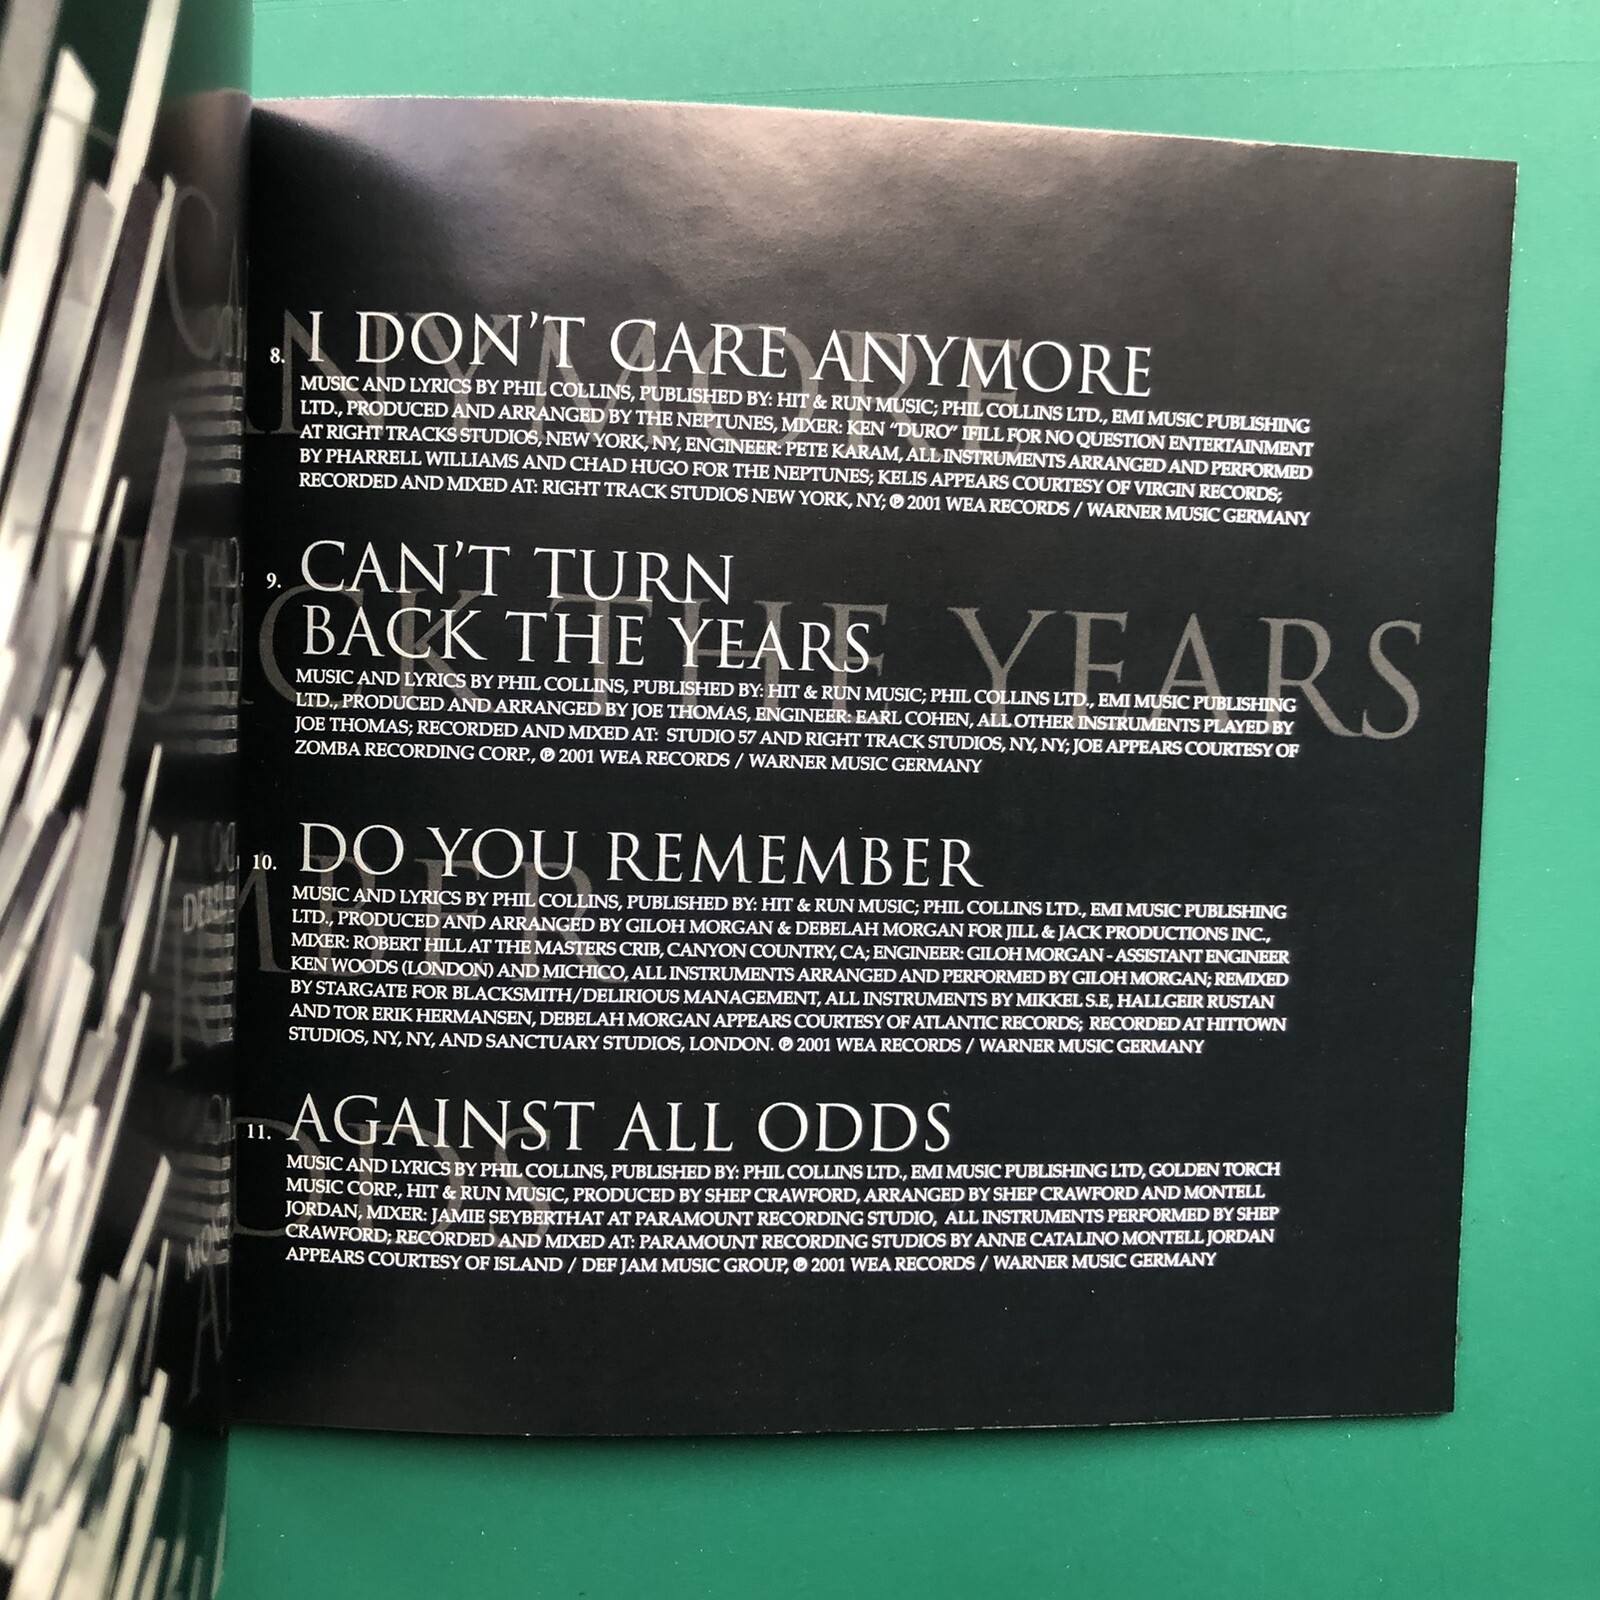 8. I DON'T CARE ANYMORE
MUSIC AND LYRICS BY PHIL COLLINS, PUBLISHED BY: HIT & RUN MUSIC; PHIL COLLINS LTD., EMI MUSIC PUBLISHING
LTD., PRODUCED AND ARRANGED BY THE NEPTUNES, MIXER: KEN “DURO” IFILL FOR NO QUESTION ENTERTAINMENT
AT RIGHT TRACKS STUDIOS, NEW YORK, NY, ENGINEER: PETE KARAM, ALL INSTRUMENTS ARRANGED AND PERFORMED
BY PHARRELL WILLIAMS AND CHAD HUGO FOR THE NEPTUNES; KELIS APPEARS COURTESY OF VIRGIN RECORDS;
RECORDED AND MIXED AT: RIGHT TRACK STUDIOS NEW YORK, NY; ℗ 2001 WEA RECORDS / WARNER MUSIC GERMANY
9. CAN'T TURN
BACK THE YEARS
MUSIC AND LYRICS BY PHIL COLLINS, PUBLISHED BY: HIT & RUN MUSIC; PHIL COLLINS LTD., EMI MUSIC PUBLISHING
LTD., PRODUCED AND ARRANGED BY JOE THOMAS, ENGINEER: EARL COHEN, ALL OTHER INSTRUMENTS PLAYED BY
JOE THOMAS; RECORDED AND MIXED AT: STUDIO 57 AND RIGHT TRACK STUDIOS, NY, NY; JOE APPEARS COURTESY OF
ZOMBA RECORDING CORP., ℗ 2001 WEA RECORDS / WARNER MUSIC GERMANY
10. DO YOU REMEMBER
MUSIC AND LYRICS BY PHIL COLLINS, PUBLISHED BY: HIT & RUN MUSIC; PHIL COLLINS LTD., EMI MUSIC PUBLISHING
LTD., PRODUCED AND ARRANGED BY GILOH MORGAN & DEBELAH MORGAN FOR JILL & JACK PRODUCTIONS INC.,
MIXER: ROBERT HILL AT THE MASTERS CRIB, CANYON COUNTRY, CA; ENGINEER: GILOH MORGAN - ASSISTANT ENGINEER
KEN WOODS (LONDON) AND MICHICO, ALL INSTRUMENTS ARRANGED AND PERFORMED BY GILOH MORGAN; REMIXED
BY STARGATE FOR BLACKSMITH/DELIRIOUS MANAGEMENT, ALL INSTRUMENTS BY MIKKEL S.E, HALLGEIR RUSTAN
AND TOR ERIK HERMANSEN, DEBELAH MORGAN APPEARS COURTESY OF ATLANTIC RECORDS; RECORDED AT HITTOWN
STUDIOS, NY, NY, AND SANCTUARY STUDIOS, LONDON. ℗ 2001 WEA RECORDS / WARNER MUSIC GERMANY
11. AGAINST ALL ODDS
MUSIC AND LYRICS BY PHIL COLLINS, PUBLISHED BY: PHIL COLLINS LTD., EMI MUSIC PUBLISHING LTD, GOLDEN TORCH
MUSIC CORP., HIT & RUN MUSIC, PRODUCED BY SHEP CRAWFORD, ARRANGED BY SHEP CRAWFORD AND MONTELL
JORDAN, MIXER: JAMIE SEYBERTHAT AT PARAMOUNT RECORDING STUDIO, ALL INSTRUMENTS PERFORMED BY SHEP
CRAWFORD; RECORDED AND MIXED AT: PARAMOUNT RECORDING STUDIOS BY ANNE CATALINO MONTELL JORDAN
APPEARS COURTESY OF ISLAND / DEF JAM MUSIC GROUP, ℗ 2001 WEA RECORDS / WARNER MUSIC GERMANY